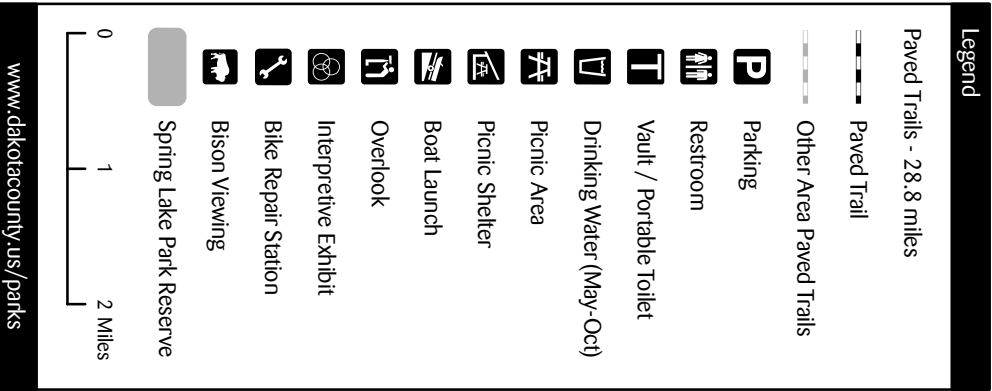 Legend
Paved Trails - 28.8 miles
Paved Trail
Other Area Paved Trails
P Parking
Restroom
T Vault / Portable Toilet
Drinking Water (May-Oct)
Picnic Area
Picnic Shelter
Boat Launch
Overlook
Interpretive Exhibit
Bike Repair Station
Bison Viewing
Spring Lake Park Reserve
0 1 2 Miles
www.dakotacounty.us/parks